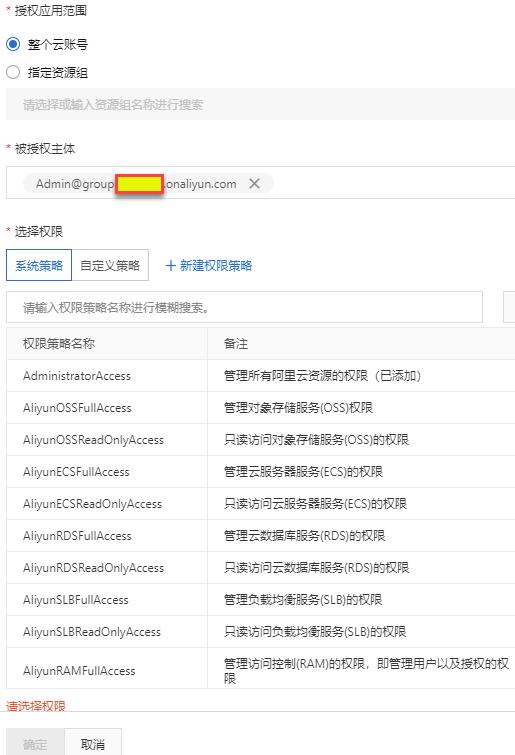 * 授权应用范围
整个云账号
指定资源组
请选择或输入资源组名称进行搜索
* 被授权主体
Admin@group .onaliyun.com ×
* 选择权限
系统策略 自定义策略 + 新建权限策略
请输入权限策略名称进行模糊搜索。
权限策略名称 备注
AdministratorAccess 管理所有阿里云资源的权限（已添加）
AliyunOSSFullAccess 管理对象存储服务(OSS)权限
AliyunOSSReadOnlyAccess 只读访问对象存储服务(OSS)的权限
AliyunECSFullAccess 管理云服务器服务(ECS)的权限
AliyunECSReadOnlyAccess 只读访问云服务器服务(ECS)的权限
AliyunRDSFullAccess 管理云数据库服务(RDS)的权限
AliyunRDSReadOnlyAccess 只读访问云数据库服务(RDS)的权限
AliyunSLBFullAccess 管理负载均衡服务(SLB)的权限
AliyunSLBReadOnlyAccess 只读访问负载均衡服务(SLB)的权限
AliyunRAMFullAccess 管理访问控制(RAM)的权限，即管理用户以及授权的权
限
请选择权限
确定 取消